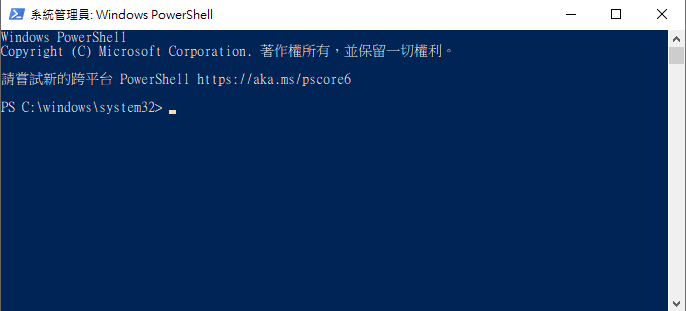 系統管理員: Windows PowerShell
Windows PowerShell
Copyright (C) Microsoft Corporation. 著作權所有，並保留一切權利。
請嘗試新的跨平台 PowerShell https://aka.ms/pscore6
PS C:\windows\system32>